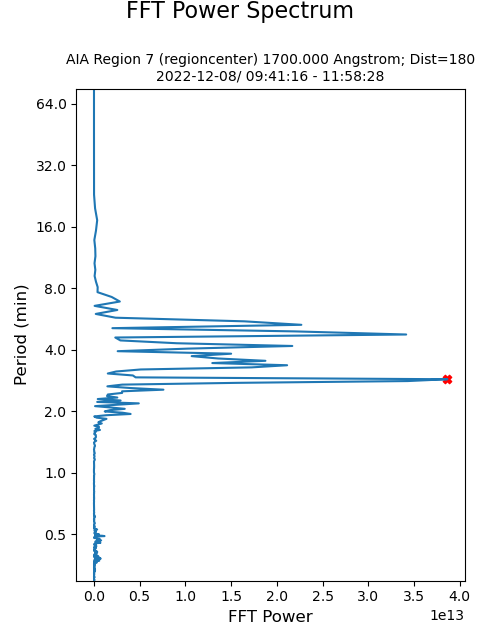 FFT Power Spectrum
AIA Region 7 (regioncenter) 1700.000 Angstrom; Dist=180
2022-12-08/ 09:41:16 - 11:58:28
Period (min)
64.0
32.0
16.0
8.0
4.0
2.0
1.0
0.5
0.0 0.5 1.0 1.5 2.0 2.5 3.0 3.5 4.0
1e13
FFT Power